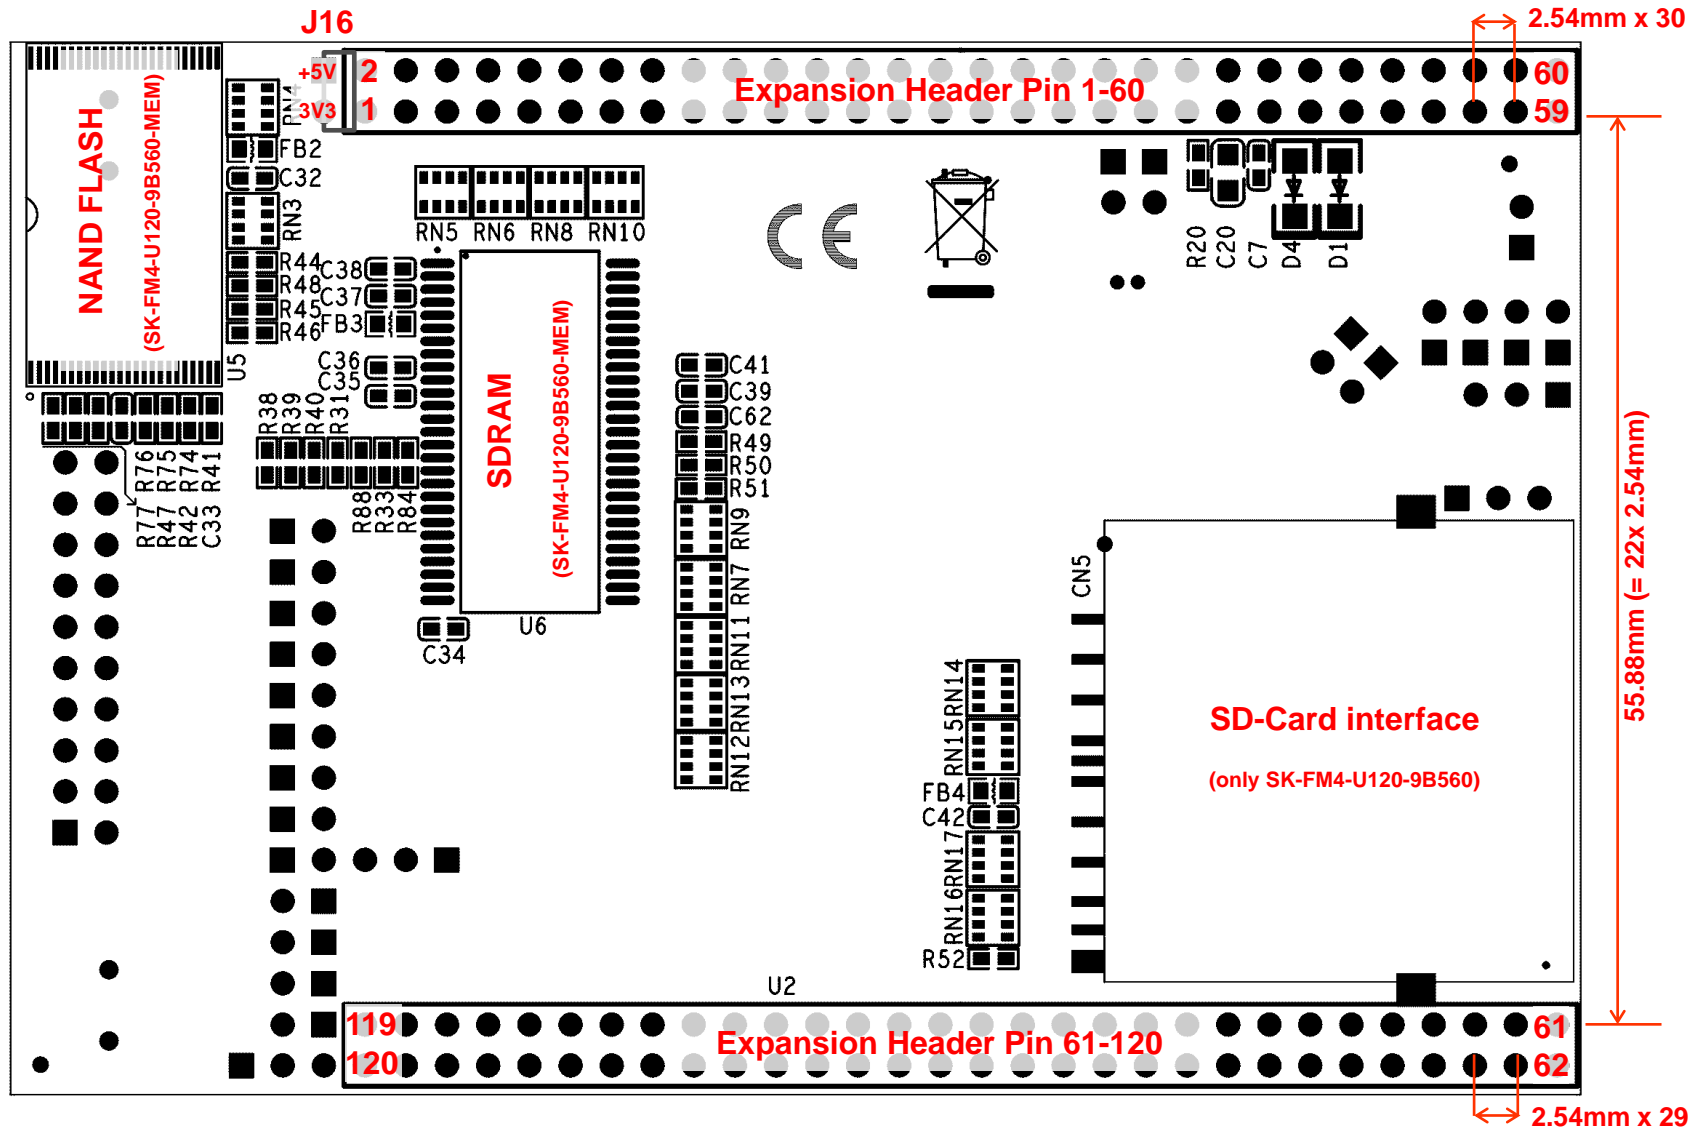 J16
2.54mm x 30
+5V 2
Expansion Header Pin 1-60
60
3V3 1
59
NAND FLASH
(SK-FM4-U120-9B560-MEM)
RN4
FB2
C32
RN3
R44
R48
R45
R46
U5
RN5 RN6 RN8 RN10
C38
C37
FB3
C36
C35
CE
R20
C20
C7
D4
D1
SDRAM
(SK-FM4-U120-9B560-MEM)
U6
C34
C41
C39
C62
R49
R50
R51
RN9
RN7
RN11
RN13
RN12
R38
R39
R40
R31
R88
R33
R84
R76
R75
R74
R41
R77
R47
R42
C33
55.88mm (= 22x 2.54mm)
CN5
SD-Card interface
(only SK-FM4-U120-9B560)
RN14
RN15
FB4
C42
RN17
RN16
R52
U2
119
61
Expansion Header Pin 61-120
120
62
2.54mm x 29